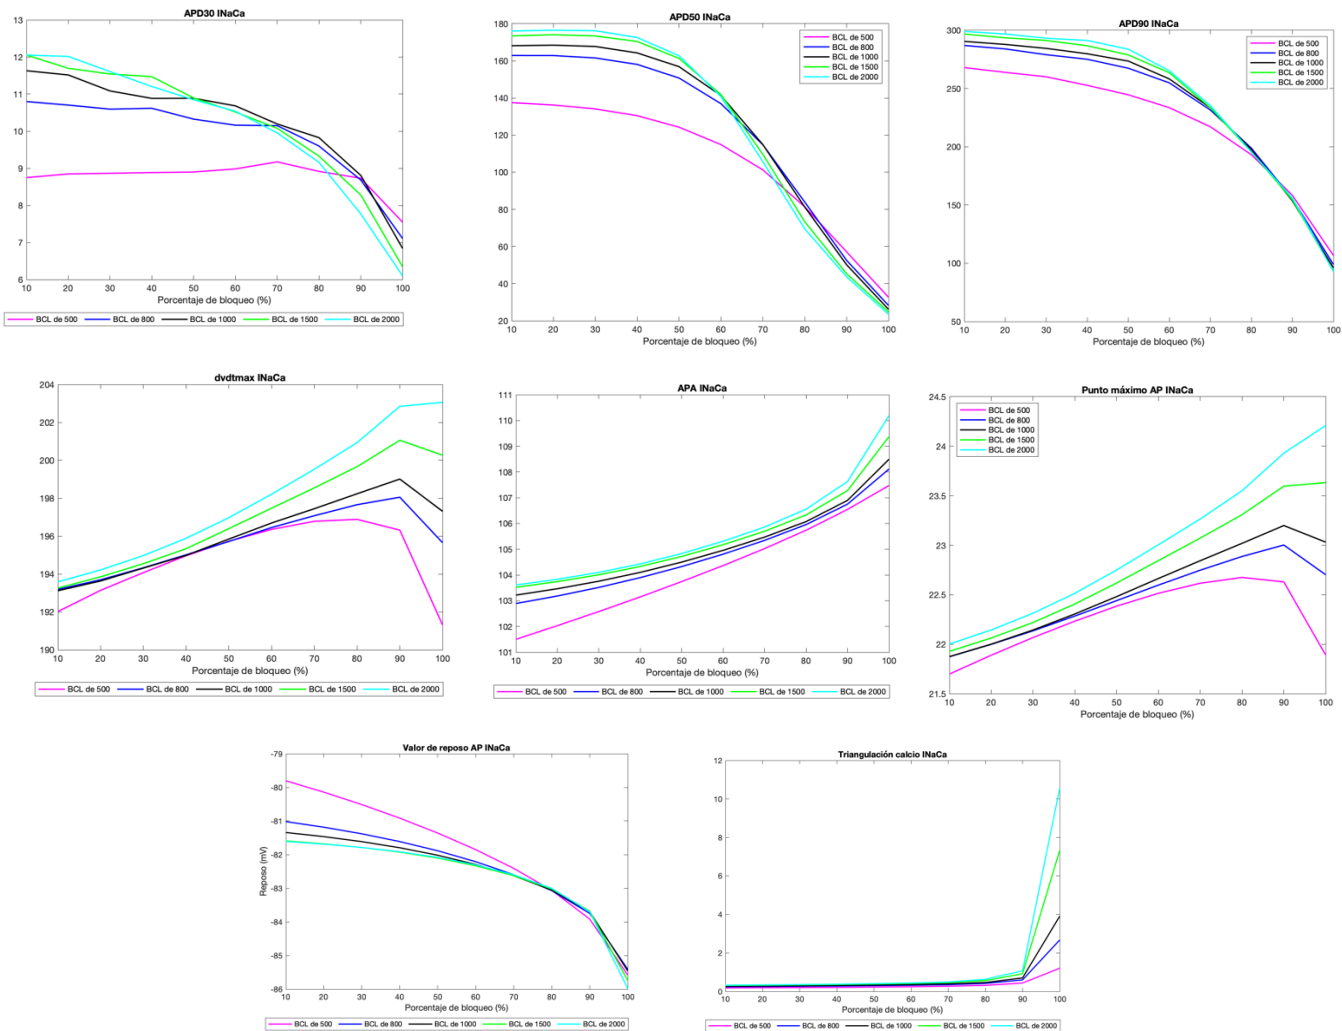 APD30 INaCa
13
12
11
10
9
8
7
6
10 20 30 40 50 60 70 80 90 100
Porcentaje de bloqueo (%)
BCL de 500 BCL de 800 BCL de 1000 BCL de 1500 BCL de 2000
APD50 INaCa
180
160
140
120
100
80
60
40
20
BCL de 500
BCL de 800
BCL de 1000
BCL de 1500
BCL de 2000
10 20 30 40 50 60 70 80 90 100
Porcentaje de bloqueo (%)
APD90 INaCa
300
250
200
150
100
50
BCL de 500
BCL de 800
BCL de 1000
BCL de 1500
BCL de 2000
10 20 30 40 50 60 70 80 90 100
Porcentaje de bloqueo (%)
dvdtmax INaCa
204
202
200
198
196
194
192
190
10 20 30 40 50 60 70 80 90 100
Porcentaje de bloqueo (%)
BCL de 500 BCL de 800 BCL de 1000 BCL de 1500 BCL de 2000
APA INaCa
111
110
109
108
107
106
105
104
103
102
101
10 20 30 40 50 60 70 80 90 100
Porcentaje de bloqueo (%)
BCL de 500 BCL de 800 BCL de 1000 BCL de 1500 BCL de 2000
Punto máximo AP INaCa
24.5
24
23.5
23
22.5
22
21.5
BCL de 500
BCL de 800
BCL de 1000
BCL de 1500
BCL de 2000
10 20 30 40 50 60 70 80 90 100
Porcentaje de bloqueo (%)
Valor de reposo AP INaCa
Reposo (mV)
-79
-80
-81
-82
-83
-84
-85
-86
10 20 30 40 50 60 70 80 90 100
Porcentaje de bloqueo (%)
BCL de 500 BCL de 800 BCL de 1000 BCL de 1500 BCL de 2000
Triangulación calcio INaCa
12
10
8
6
4
2
0
10 20 30 40 50 60 70 80 90 100
Porcentaje de bloqueo (%)
BCL de 500 BCL de 800 BCL de 1000 BCL de 1500 BCL de 2000